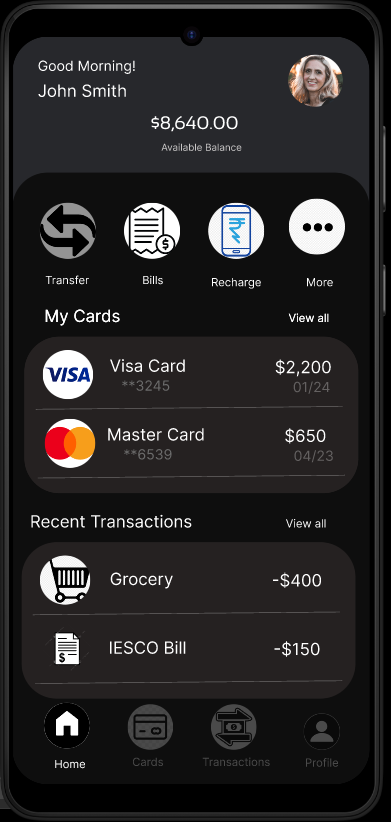 Good Morning!
John Smith
$8,640.00
Available Balance
$
₹
Transfer Bills Recharge More
My Cards View all
VISA Visa Card $2,200
**3245 01/24
Master Card $650
**6539 04/23
Recent Transactions View all
Grocery -$400
$ IESCO Bill -$150
Home Cards Transactions Profile